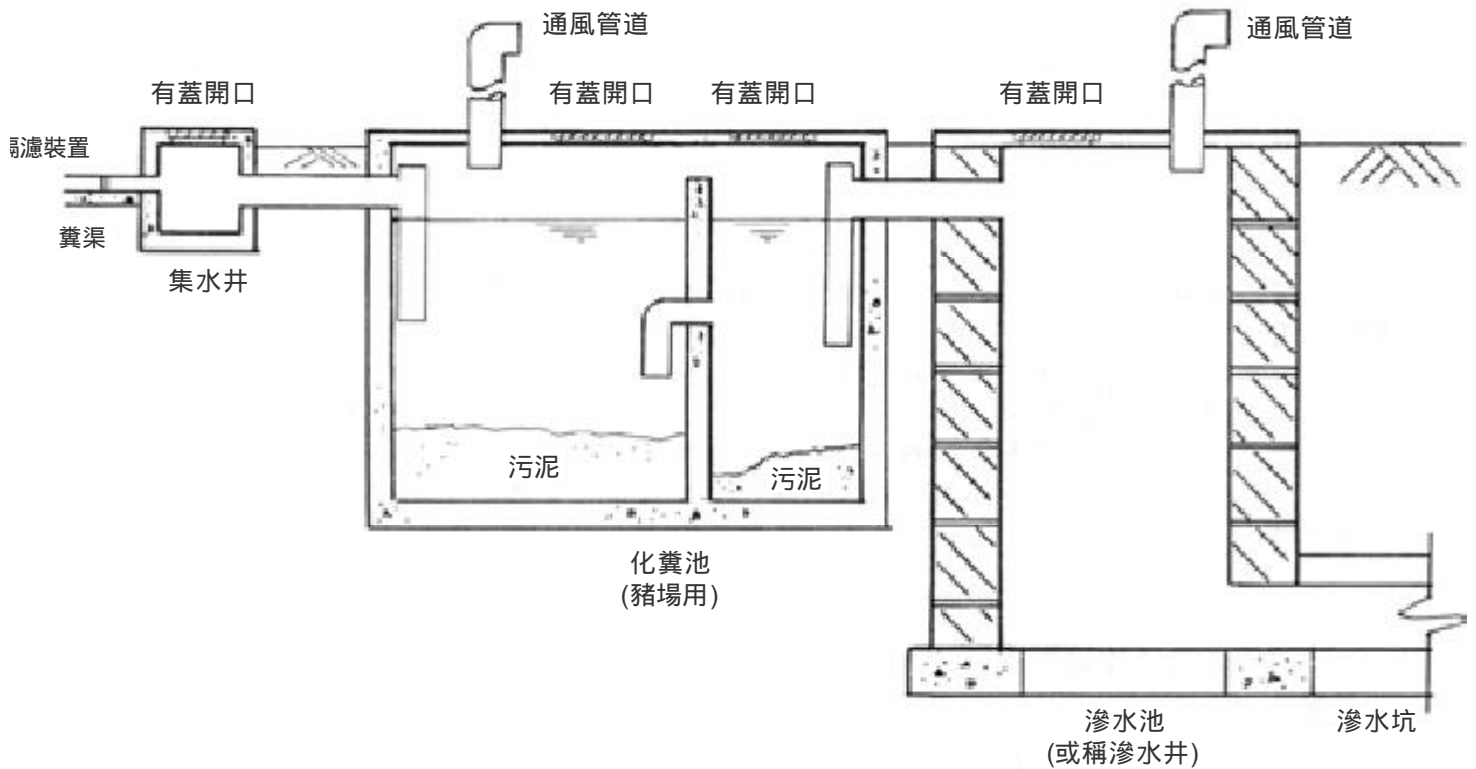 通風管道
通風管道
有蓋開口
有蓋開口
有蓋開口
有蓋開口
隔濾裝置
糞渠
集水井
污泥
污泥
化糞池
(豬場用)
滲水池
(或稱滲水井)
滲水坑